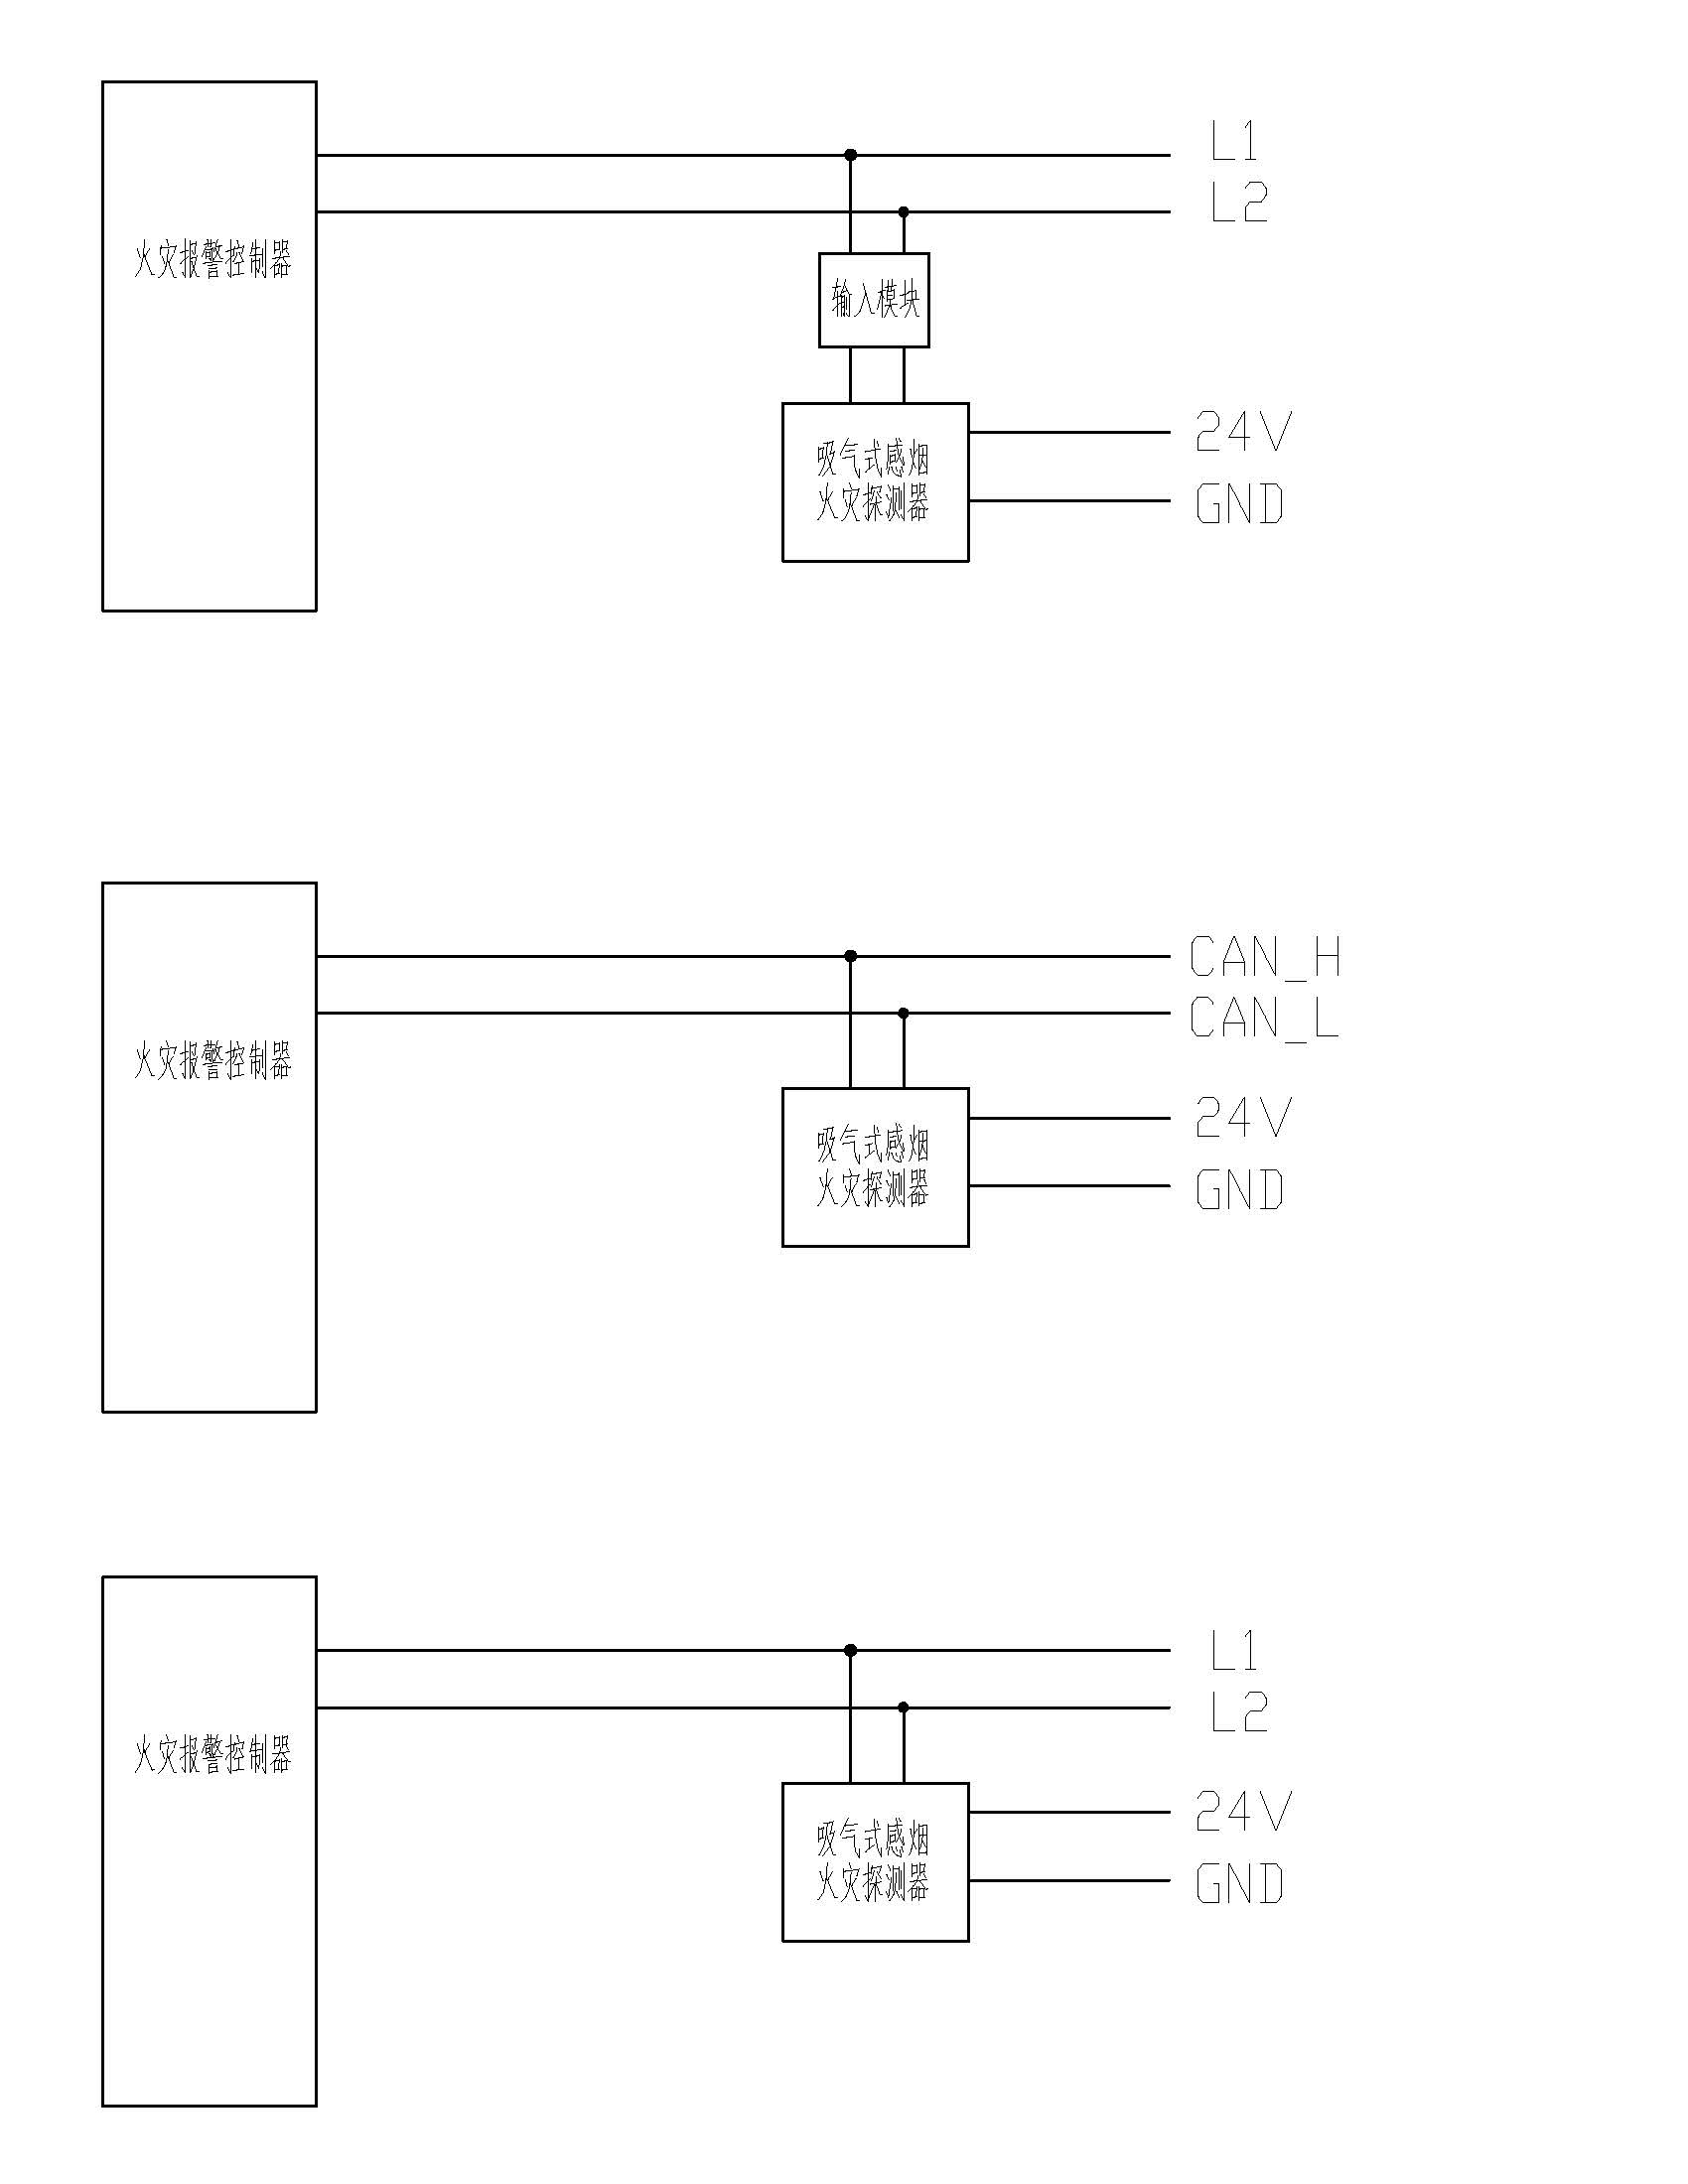 L1
L2
火灾报警控制器
输入模块
吸气式感烟
火灾探测器
24V
GND
CAN_H
CAN_L
火灾报警控制器
24V
吸气式感烟
火灾探测器
GND
L1
L2
火灾报警控制器
24V
吸气式感烟
火灾探测器
GND